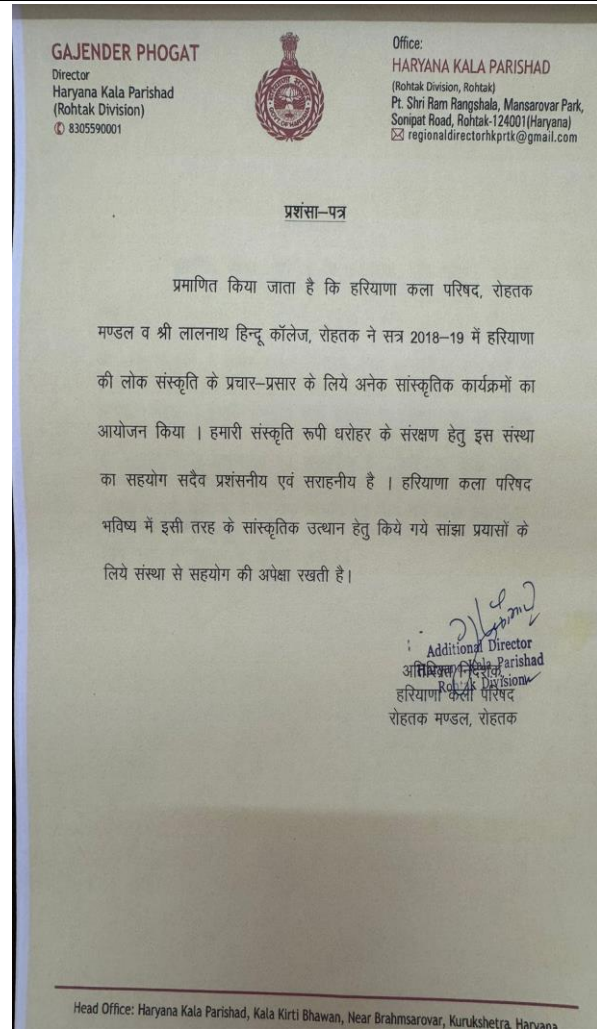 GAJENDER PHOGAT
Director
Haryana Kala Parishad
(Rohtak Division)
8305590001
Office:
HARYANA KALA PARISHAD
(Rohtak Division, Rohtak)
Pt. Shri Ram Rangshala, Mansarovar Park,
Sonipat Road, Rohtak-124001(Haryana)
regionaldirectorhkprtk@gmail.com
प्रशंसा–पत्र
प्रमाणित किया जाता है कि हरियाणा कला परिषद, रोहतक
मण्डल व श्री लालनाथ हिन्दू कॉलेज, रोहतक ने सत्र 2018–19 में हरियाणा
की लोक संस्कृति के प्रचार–प्रसार के लिये अनेक सांस्कृतिक कार्यक्रमों का
आयोजन किया । हमारी संस्कृति रूपी धरोहर के संरक्षण हेतु इस संस्था
का सहयोग सदैव प्रशंसनीय एवं सराहनीय है । हरियाणा कला परिषद
भविष्य में इसी तरह के सांस्कृतिक उत्थान हेतु किये गये सांझा प्रयासों के
लिये संस्था से सहयोग की अपेक्षा रखती है।
Additional Director
Kala Parishad
Rohtak Division
अतिरिक्त निदेशक,
हरियाणा कला परिषद
रोहतक मण्डल, रोहतक
Head Office: Haryana Kala Parishad, Kala Kirti Bhawan, Near Brahmsarovar, Kurukshetra, Haryana